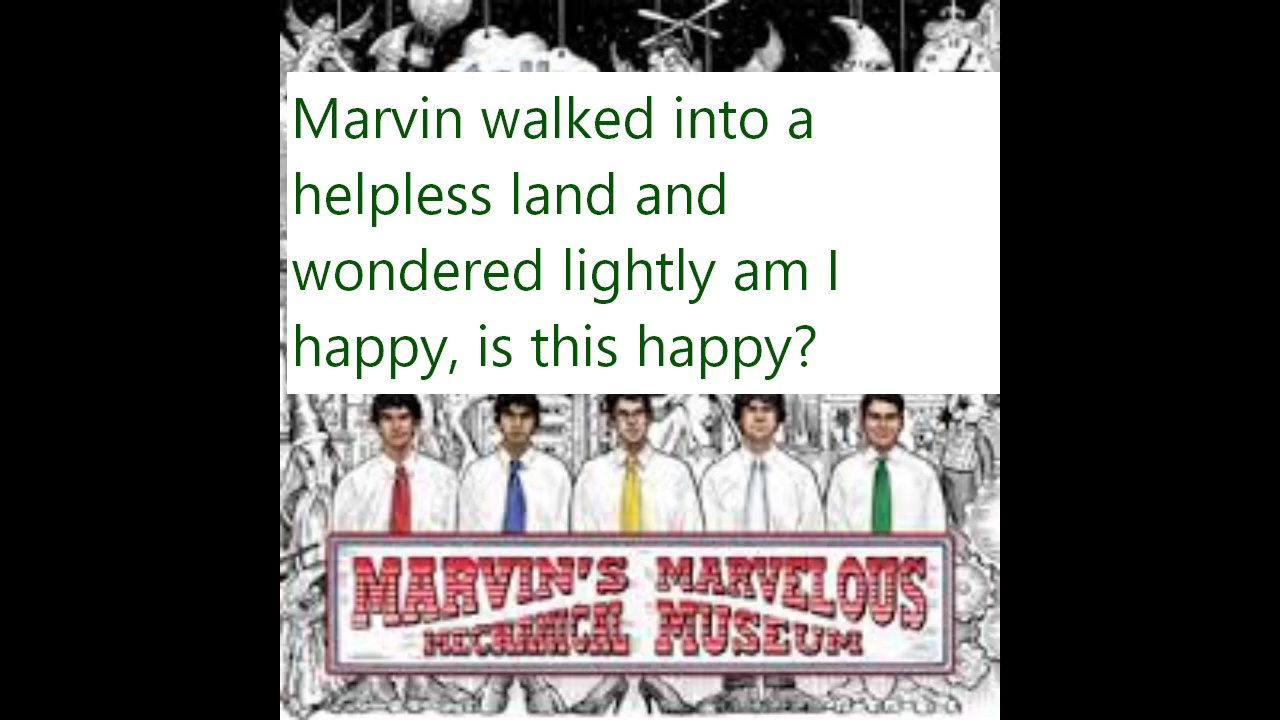 Marvin walked into a
helpless land and
wondered lightly am I
happy, is this happy?
MARVIN'S MARVELOUS
MECHANICAL MUSEUM